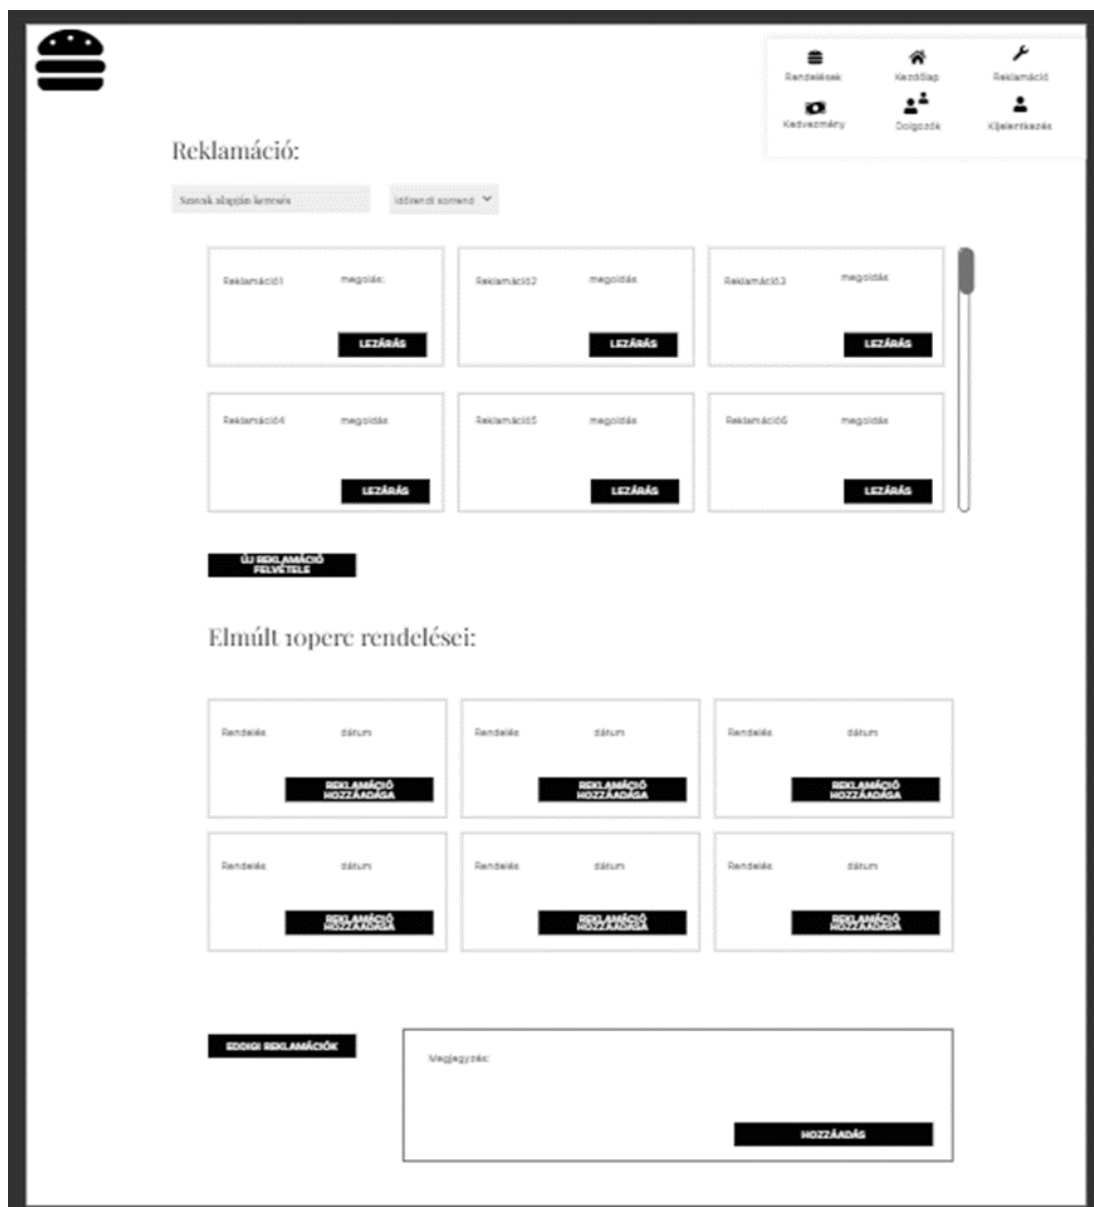 Rendelések Kezdőlap Reklamáció
Kedvezmény Dolgozók Kijelentkezés
Reklamáció:
Szavak alapján keresés időrendi sorrend
Reklamáció1 megolás: Reklamáció2 megoldás Reklamáció3 megoldás
LEZÁRÁS LEZÁRÁS LEZÁRÁS
Reklamáció4 megoldás Reklamáció5 megoldás Reklamáció6 megoldás
LEZÁRÁS LEZÁRÁS LEZÁRÁS
ÚJ REKLAMÁCIÓ
FELVÉTELE
Elmúlt 10perc rendelései:
Rendelés dátum Rendelés dátum Rendelés dátum
REKLAMÁCIÓ REKLAMÁCIÓ REKLAMÁCIÓ
HOZZÁADÁSA HOZZÁADÁSA HOZZÁADÁSA
Rendelés dátum Rendelés dátum Rendelés dátum
REKLAMÁCIÓ REKLAMÁCIÓ REKLAMÁCIÓ
HOZZÁADÁSA HOZZÁADÁSA HOZZÁADÁSA
EDDIGI REKLAMÁCIÓK
Megjegyzés:
HOZZÁADÁS